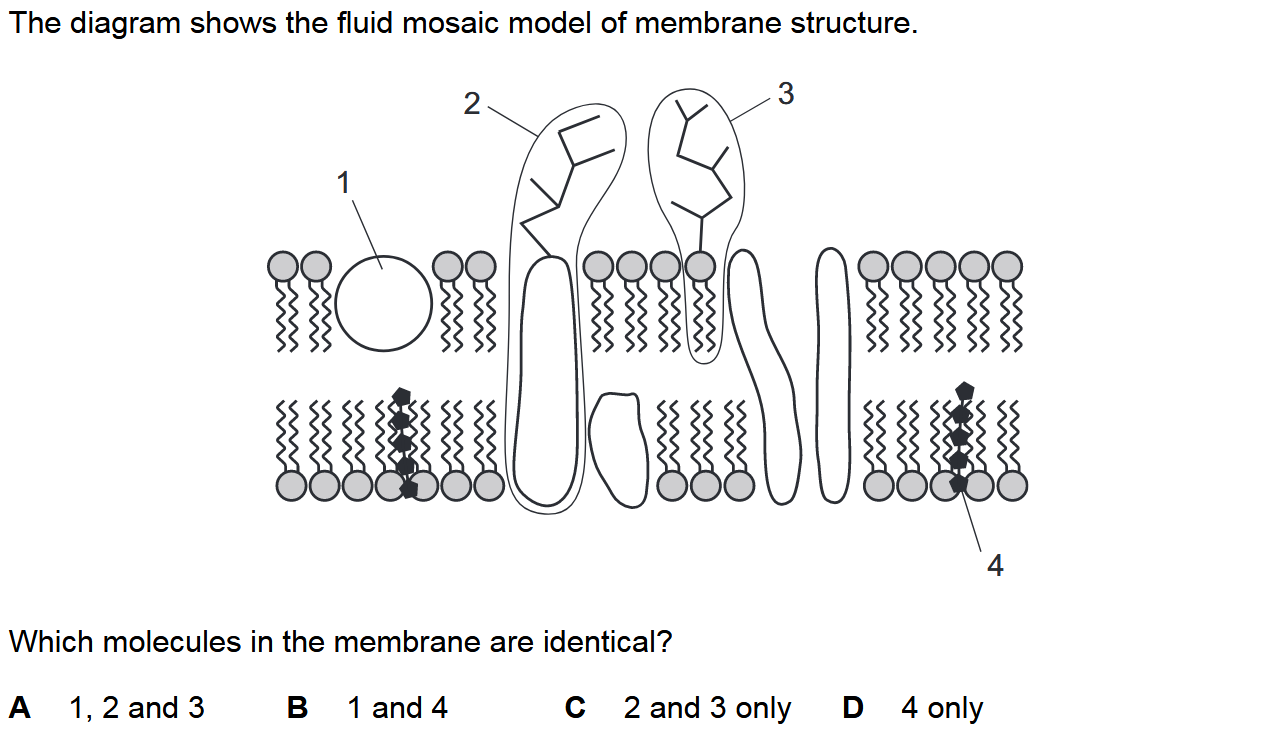 The diagram shows the fluid mosaic model of membrane structure.
2
3
1
4
Which molecules in the membrane are identical?
A 1, 2 and 3 B 1 and 4 C 2 and 3 only D 4 only